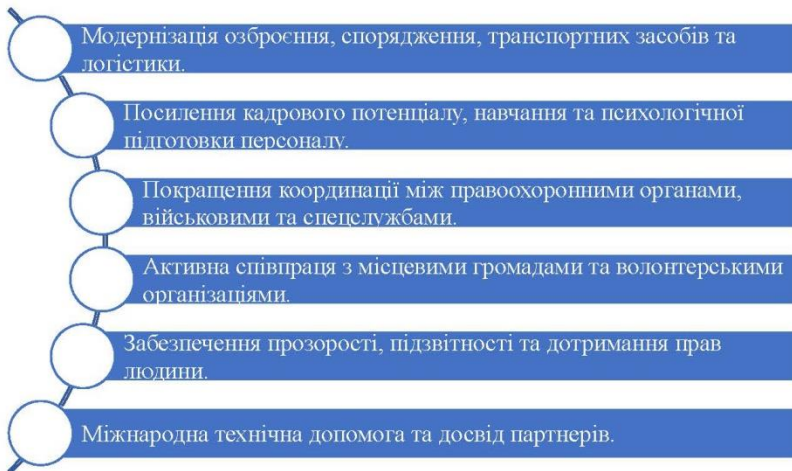 Модернізація озброєння, спорядження, транспортних засобів та
логістики.
Посилення кадрового потенціалу, навчання та психологічної
підготовки персоналу.
Покращення координації між правоохоронними органами,
військовими та спецслужбами.
Активна співпраця з місцевими громадами та волонтерськими
організаціями.
Забезпечення прозорості, підзвітності та дотримання прав
людини.
Міжнародна технічна допомога та досвід партнерів.